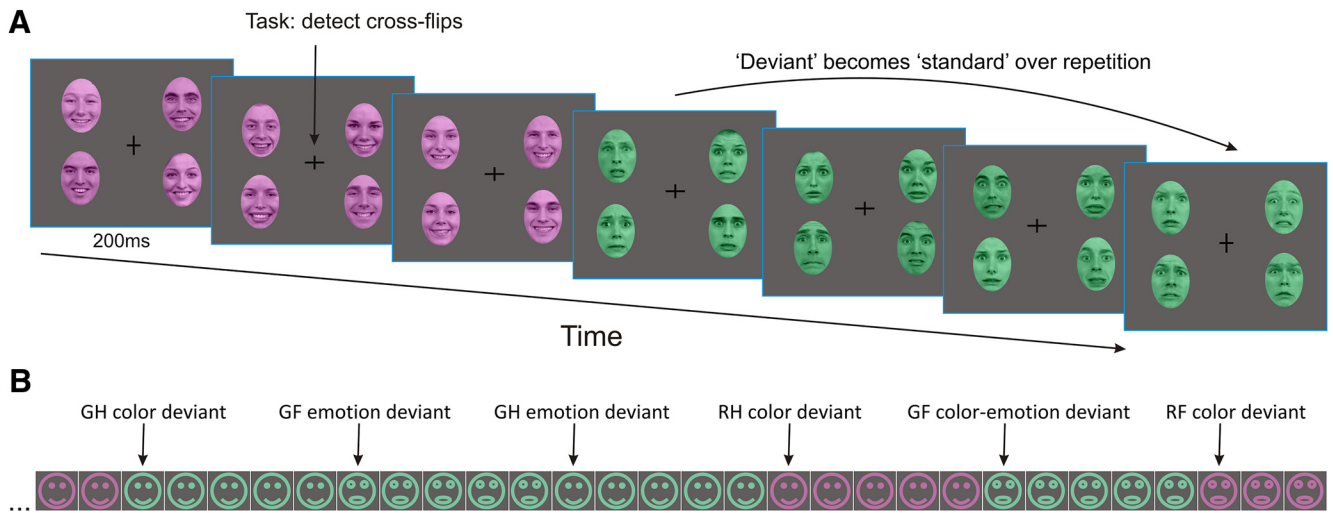 A
Task: detect cross-flips
‘Deviant’ becomes ‘standard’ over repetition
200ms
Time
B
GH color deviant GF emotion deviant GH emotion deviant RH color deviant GF color-emotion deviant RF color deviant
...